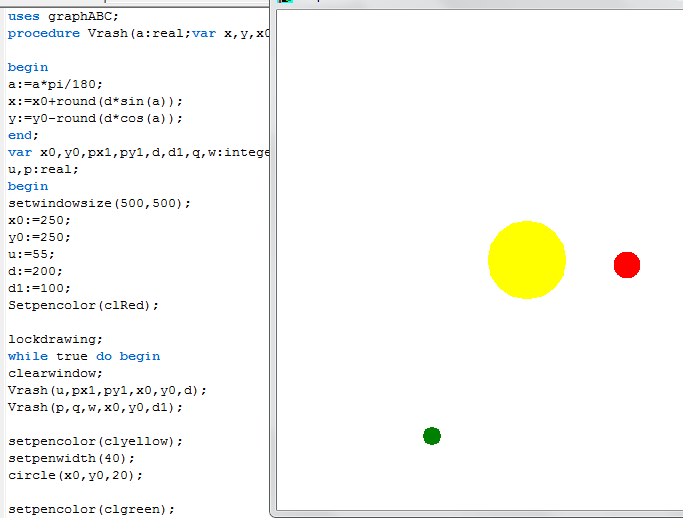 uses graphABC;
procedure Vrash(a:real;var x,y,x0
begin
a:=a*pi/180;
x:=x0+round(d*sin(a));
y:=y0-round(d*cos(a));
end;
var x0,y0,px1,py1,d,d1,q,w:intege
u,p:real;
begin
setwindowsize(500,500);
x0:=250;
y0:=250;
u:=55;
d:=200;
d1:=100;
Setpencolor(clRed);
lockdrawing;
while true do begin
clearwindow;
Vrash(u,px1,py1,x0,y0,d);
Vrash(p,q,w,x0,y0,d1);
setpencolor(clyellow);
setpenwidth(40);
circle(x0,y0,20);
setpencolor(clgreen);